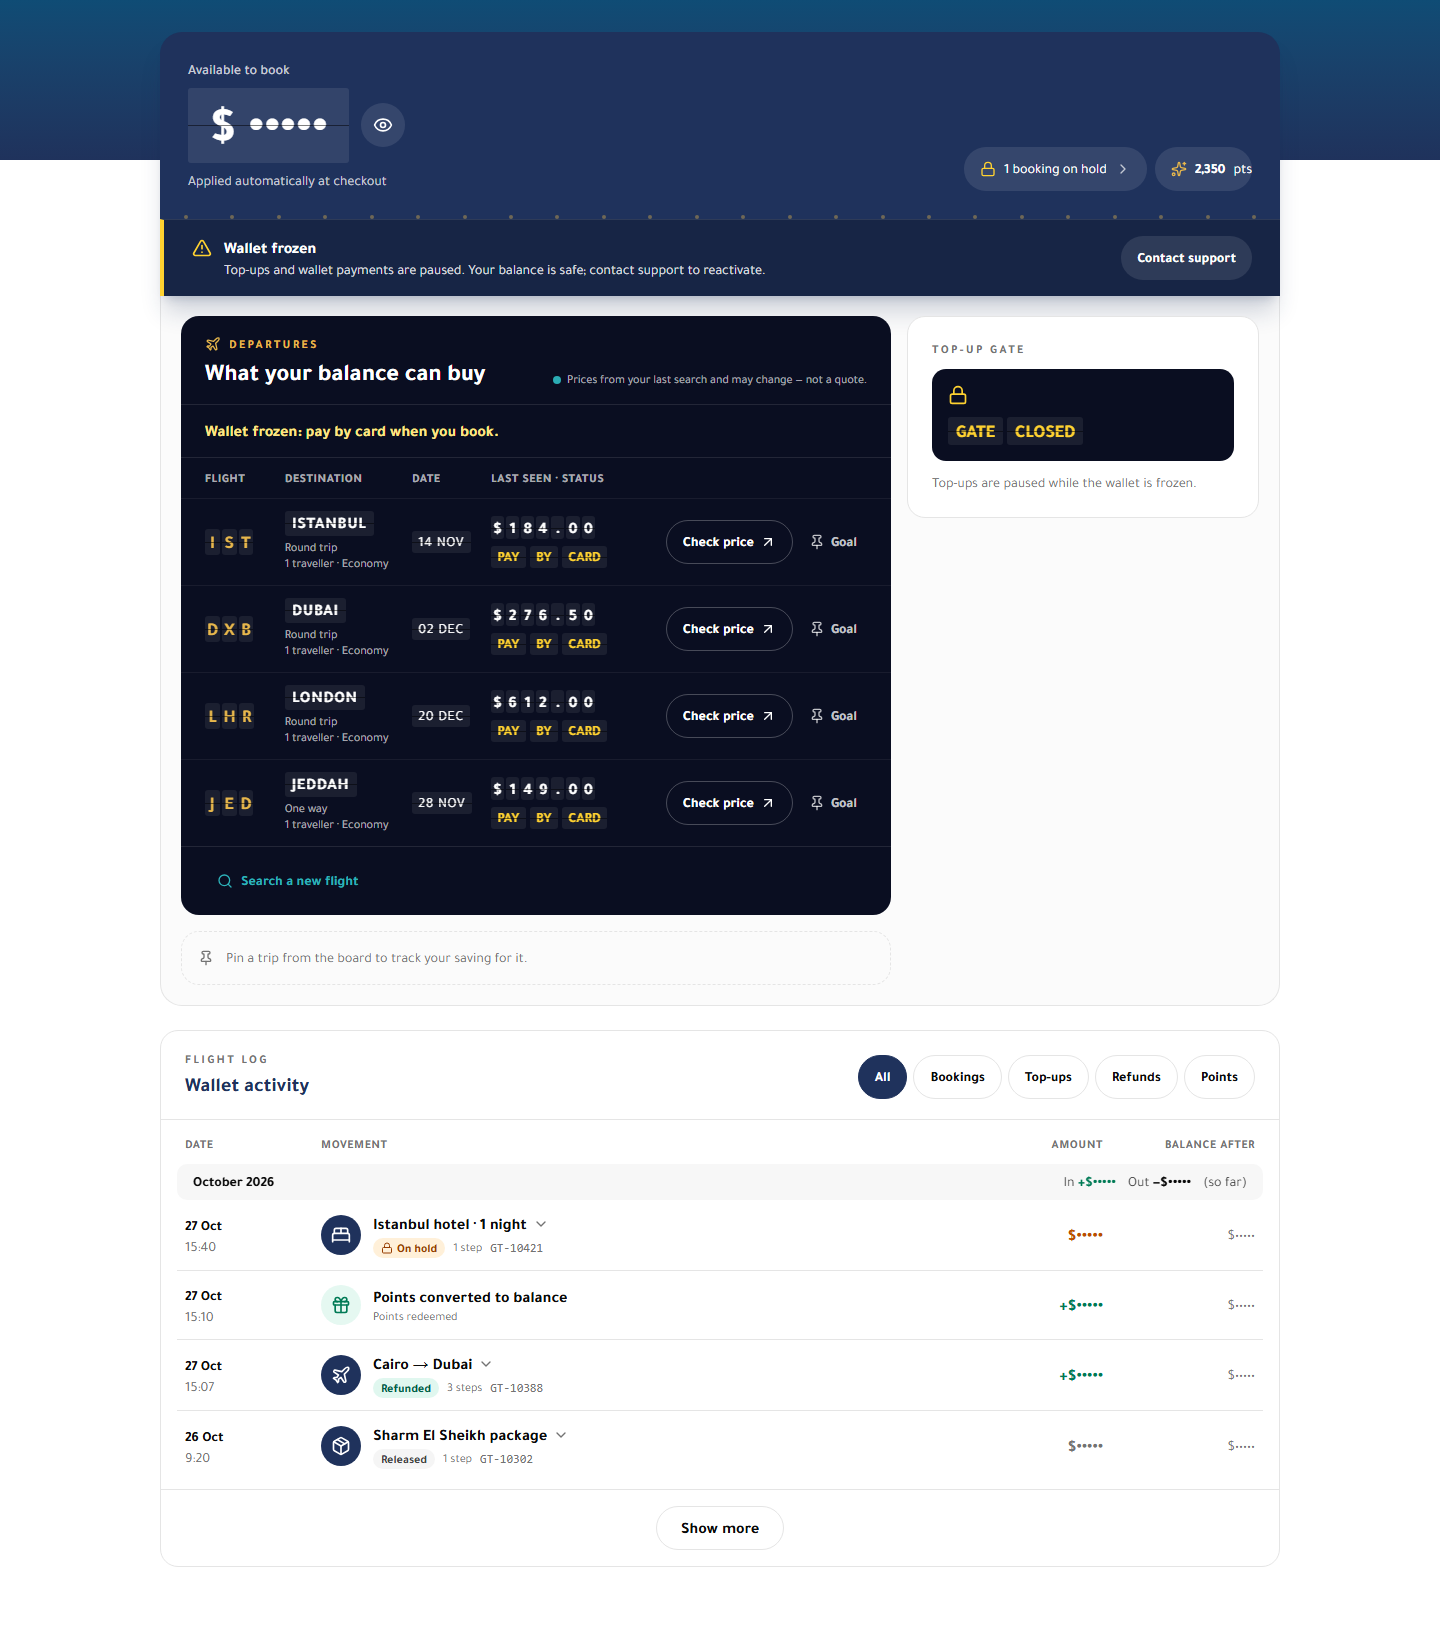 Available to book
$ •••••
Applied automatically at checkout
1 booking on hold
2,350 pts
Wallet frozen
Top-ups and wallet payments are paused. Your balance is safe; contact support to reactivate.
Contact support
DEPARTURES
What your balance can buy
Prices from your last search and may change – not a quote.
Wallet frozen: pay by card when you book.
FLIGHT DESTINATION DATE LAST SEEN · STATUS
IST
ISTANBUL
Round trip
1 traveller · Economy
14 NOV
$184.00
PAY BY CARD
Check price
Goal
DXB
DUBAI
Round trip
1 traveller · Economy
02 DEC
$276.50
PAY BY CARD
Check price
Goal
LHR
LONDON
Round trip
1 traveller · Economy
20 DEC
$612.00
PAY BY CARD
Check price
Goal
JED
JEDDAH
One way
1 traveller · Economy
28 NOV
$149.00
PAY BY CARD
Check price
Goal
Search a new flight
Pin a trip from the board to track your saving for it.
TOP-UP GATE
GATE CLOSED
Top-ups are paused while the wallet is frozen.
FLIGHT LOG
Wallet activity
All Bookings Top-ups Refunds Points
DATE MOVEMENT AMOUNT BALANCE AFTER
October 2026 In +$••••• Out −$••••• (so far)
27 Oct
15:40
Istanbul hotel · 1 night
On hold 1 step GT-10421
$•••••
$•••••
27 Oct
15:10
Points converted to balance
Points redeemed
+$•••••
$•••••
27 Oct
15:07
Cairo → Dubai
Refunded 3 steps GT-10388
+$•••••
$•••••
26 Oct
9:20
Sharm El Sheikh package
Released 1 step GT-10302
$•••••
$•••••
Show more